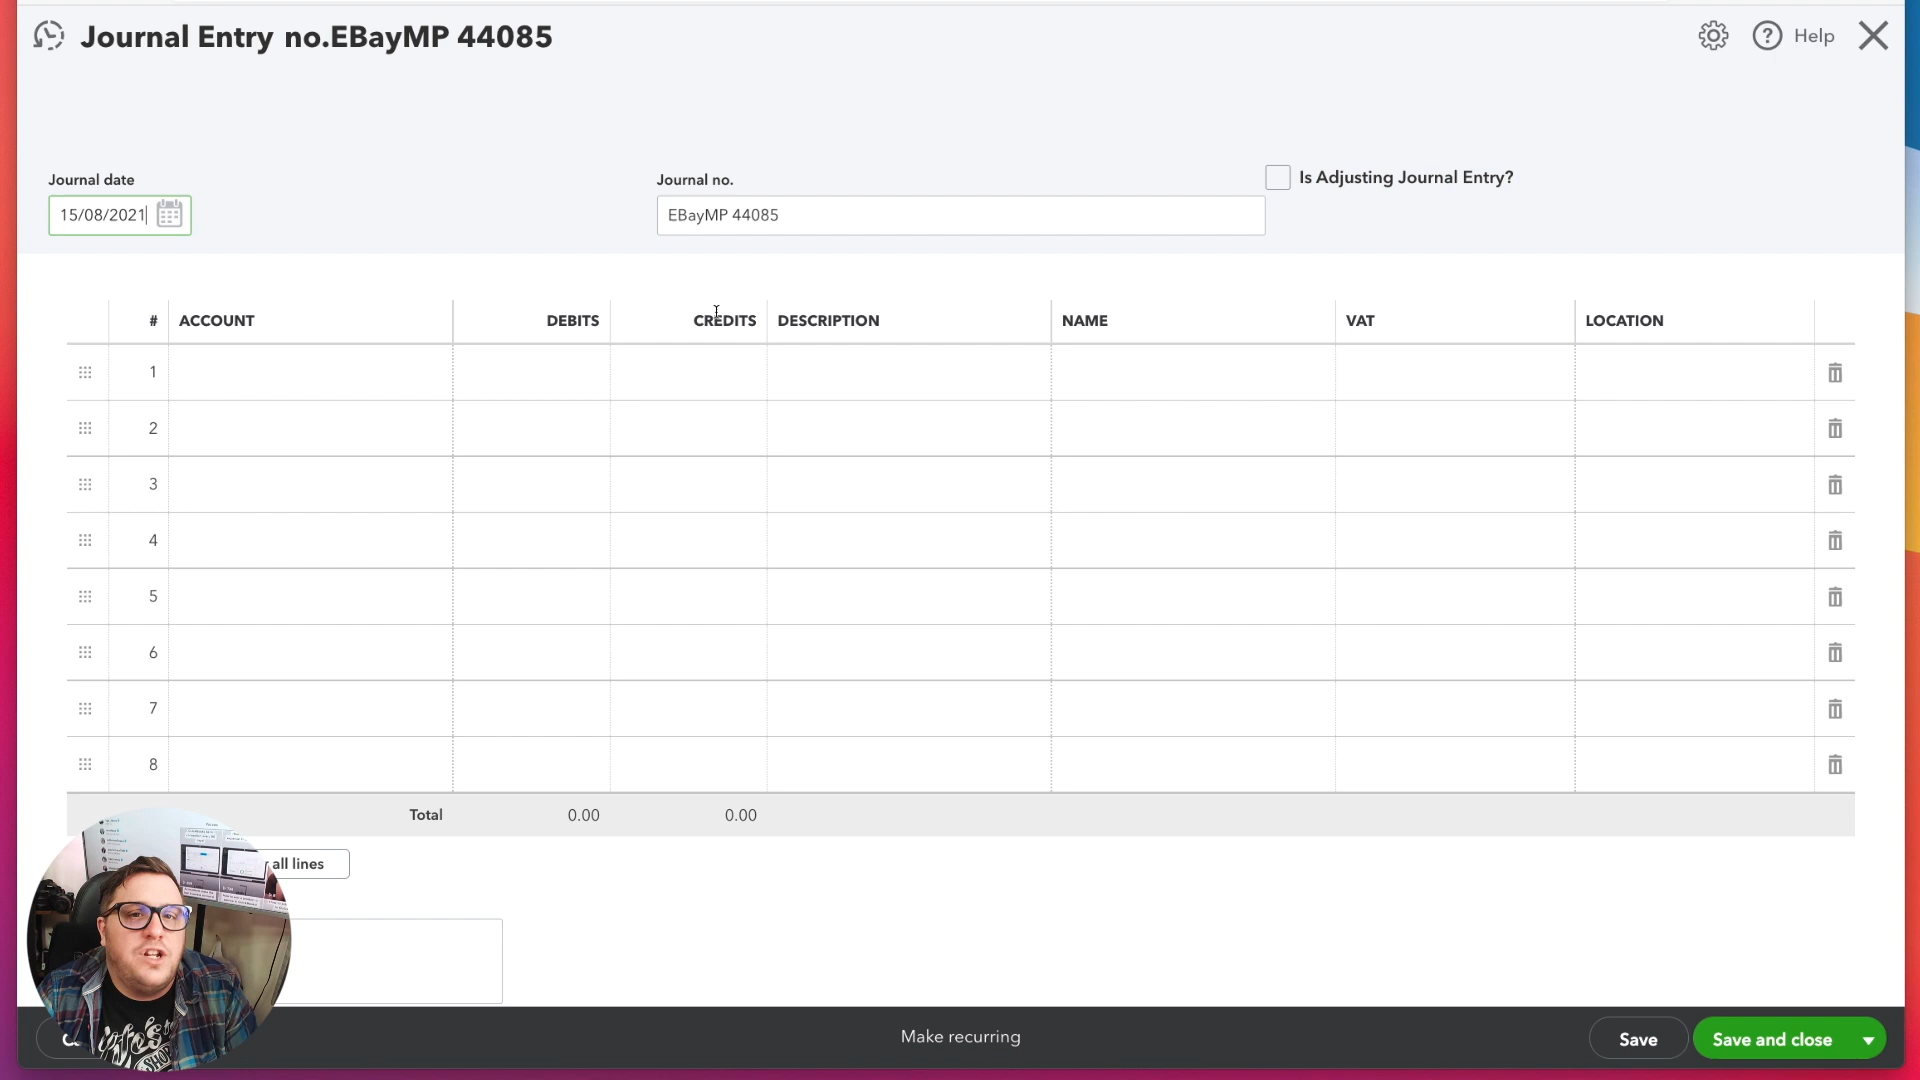 Journal Entry no.EBayMP 44085
Help
Journal date
Journal no.
Is Adjusting Journal Entry?
15/08/2021
EBayMP 44085
# ACCOUNT DEBITS CREDITS DESCRIPTION NAME VAT LOCATION
1
2
3
4
5
6
7
8
Total 0.00 0.00
all lines
Make recurring
Save
Save and close